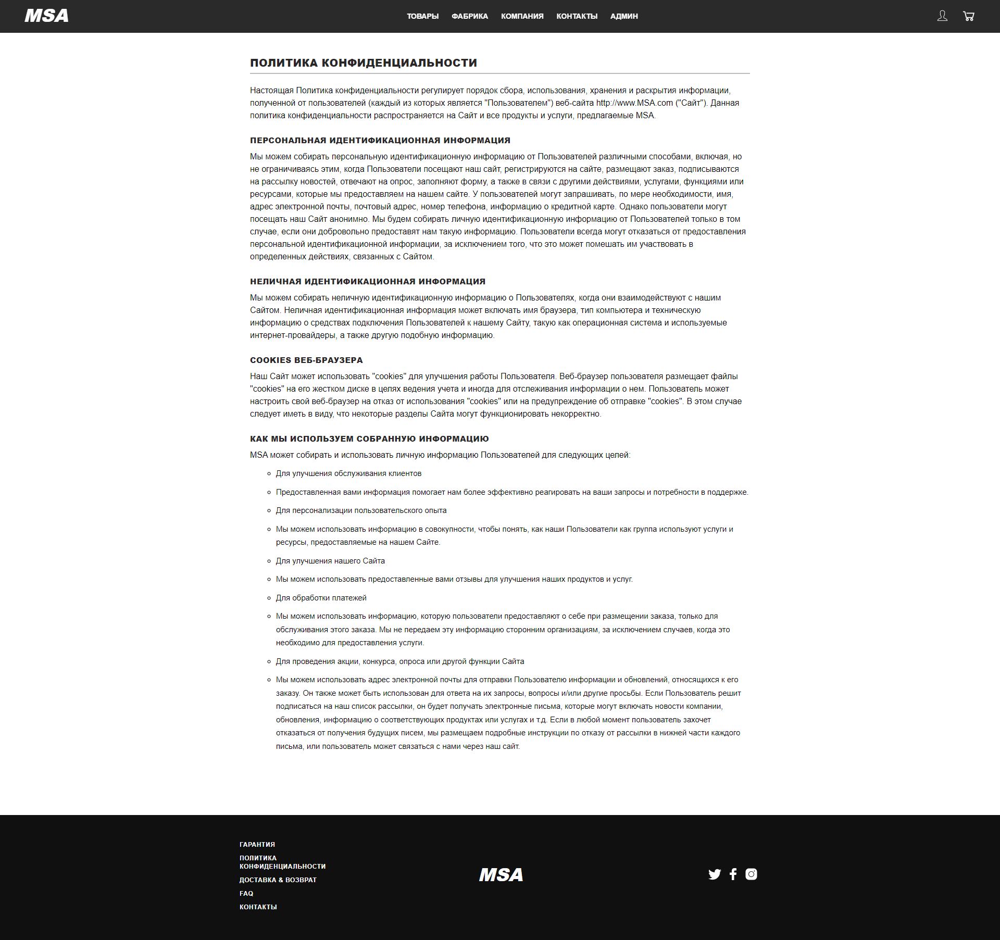 MSA
ТОВАРЫ ФАБРИКА КОМПАНИЯ КОНТАКТЫ АДМИН
ПОЛИТИКА КОНФИДЕНЦИАЛЬНОСТИ
Настоящая Политика конфиденциальности регулирует порядок сбора, использования, хранения и раскрытия информации,
полученной от пользователей (каждый из которых является "Пользователем") веб-сайта http://www.MSA.com ("Сайт"). Данная
политика конфиденциальности распространяется на Сайт и все продукты и услуги, предлагаемые MSA.
ПЕРСОНАЛЬНАЯ ИДЕНТИФИКАЦИОННАЯ ИНФОРМАЦИЯ
Мы можем собирать персональную идентификационную информацию от Пользователей различными способами, включая, но
не ограничиваясь этим, когда Пользователи посещают наш сайт, регистрируются на сайте, размещают заказ, подписываются
на рассылку новостей, отвечают на опрос, заполняют форму, а также в связи с другими действиями, услугами, функциями или
ресурсами, которые мы предоставляем на нашем сайте. У пользователей могут запрашивать, по мере необходимости, имя,
адрес электронной почты, почтовый адрес, номер телефона, информацию о кредитной карте. Однако пользователи могут
посещать наш Сайт анонимно. Мы будем собирать личную идентификационную информацию от Пользователей только в том
случае, если они добровольно предоставят нам такую информацию. Пользователи всегда могут отказаться от предоставления
персональной идентификационной информации, за исключением того, что это может помешать им участвовать в
определенных действиях, связанных с Сайтом.
НЕЛИЧНАЯ ИДЕНТИФИКАЦИОННАЯ ИНФОРМАЦИЯ
Мы можем собирать неличную идентификационную информацию о Пользователях, когда они взаимодействуют с нашим
Сайтом. Неличная идентификационная информация может включать имя браузера, тип компьютера и техническую
информацию о средствах подключения Пользователей к нашему Сайту, такую как операционная система и используемые
интернет-провайдеры, а также другую подобную информацию.
COOKIES ВЕБ-БРАУЗЕРА
Наш Сайт может использовать "cookies" для улучшения работы Пользователя. Веб-браузер пользователя размещает файлы
"cookies" на его жестком диске в целях ведения учета и иногда для отслеживания информации о нем. Пользователь может
настроить свой веб-браузер на отказ от использования "cookies" или на предупреждение об отправке "cookies". В этом случае
следует иметь в виду, что некоторые разделы Сайта могут функционировать некорректно.
КАК МЫ ИСПОЛЬЗУЕМ СОБРАННУЮ ИНФОРМАЦИЮ
MSA может собирать и использовать личную информацию Пользователей для следующих целей:
Для улучшения обслуживания клиентов
Предоставленная вами информация помогает нам более эффективно реагировать на ваши запросы и потребности в поддержке.
Для персонализации пользовательского опыта
Мы можем использовать информацию в совокупности, чтобы понять, как наши Пользователи как группа используют услуги и
ресурсы, предоставляемые на нашем Сайте.
Для улучшения нашего Сайта
Мы можем использовать предоставленные вами отзывы для улучшения наших продуктов и услуг.
Для обработки платежей
Мы можем использовать информацию, которую пользователи предоставляют о себе при размещении заказа, только для
обслуживания этого заказа. Мы не передаем эту информацию сторонним организациям, за исключением случаев, когда это
необходимо для предоставления услуги.
Для проведения акции, конкурса, опроса или другой функции Сайта
Мы можем использовать адрес электронной почты для отправки Пользователю информации и обновлений, относящихся к его
заказу. Он также может быть использован для ответа на их запросы, вопросы и/или другие просьбы. Если Пользователь решит
подписаться на наш список рассылки, он будет получать электронные письма, которые могут включать новости компании,
обновления, информацию о соответствующих продуктах или услугах и т.д. Если в любой момент пользователь захочет
отказаться от получения будущих писем, мы размещаем подробные инструкции по отказу от рассылки в нижней части каждого
письма, или пользователь может связаться с нами через наш сайт.
ГАРАНТИЯ
ПОЛИТИКА
КОНФИДЕНЦИАЛЬНОСТИ
ДОСТАВКА & ВОЗВРАТ
FAQ
КОНТАКТЫ
MSA